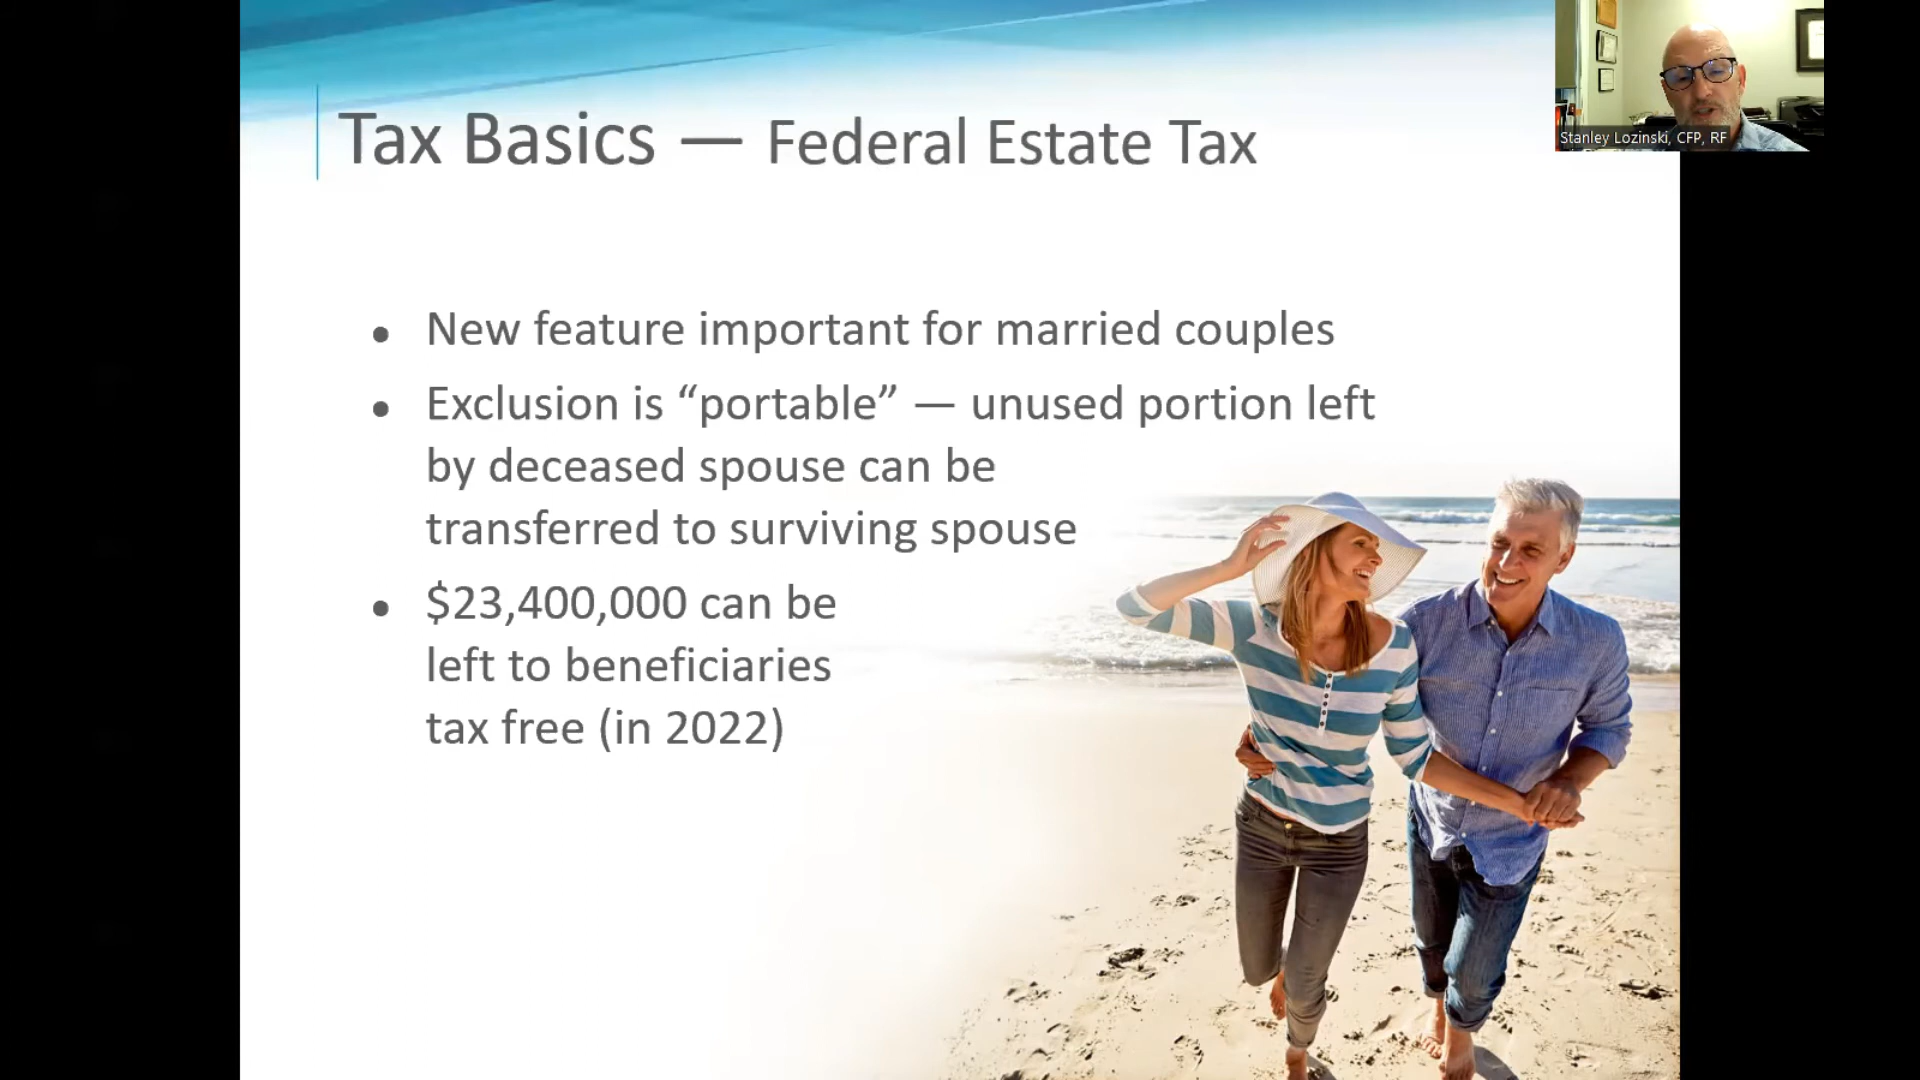 Stanley Lozinski, CFP, RF
Tax Basics — Federal Estate Tax
• New feature important for married couples
• Exclusion is “portable” — unused portion left
by deceased spouse can be
transferred to surviving spouse
• $23,400,000 can be
left to beneficiaries
tax free (in 2022)